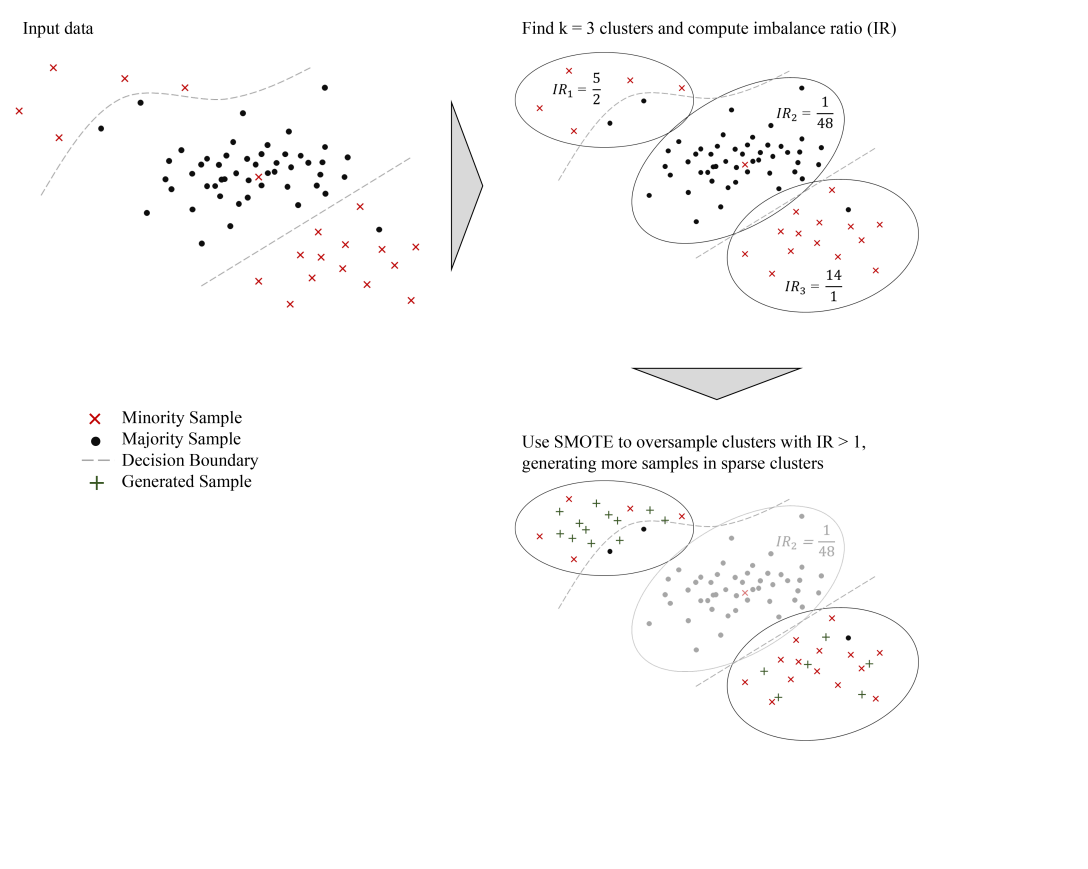 Input data
Find k = 3 clusters and compute imbalance ratio (IR)
IR₁ = 5/2
IR₂ = 1/48
IR₃ = 14/1
Minority Sample
Majority Sample
Decision Boundary
Generated Sample
Use SMOTE to oversample clusters with IR > 1,
generating more samples in sparse clusters
IR₂ = 1/48